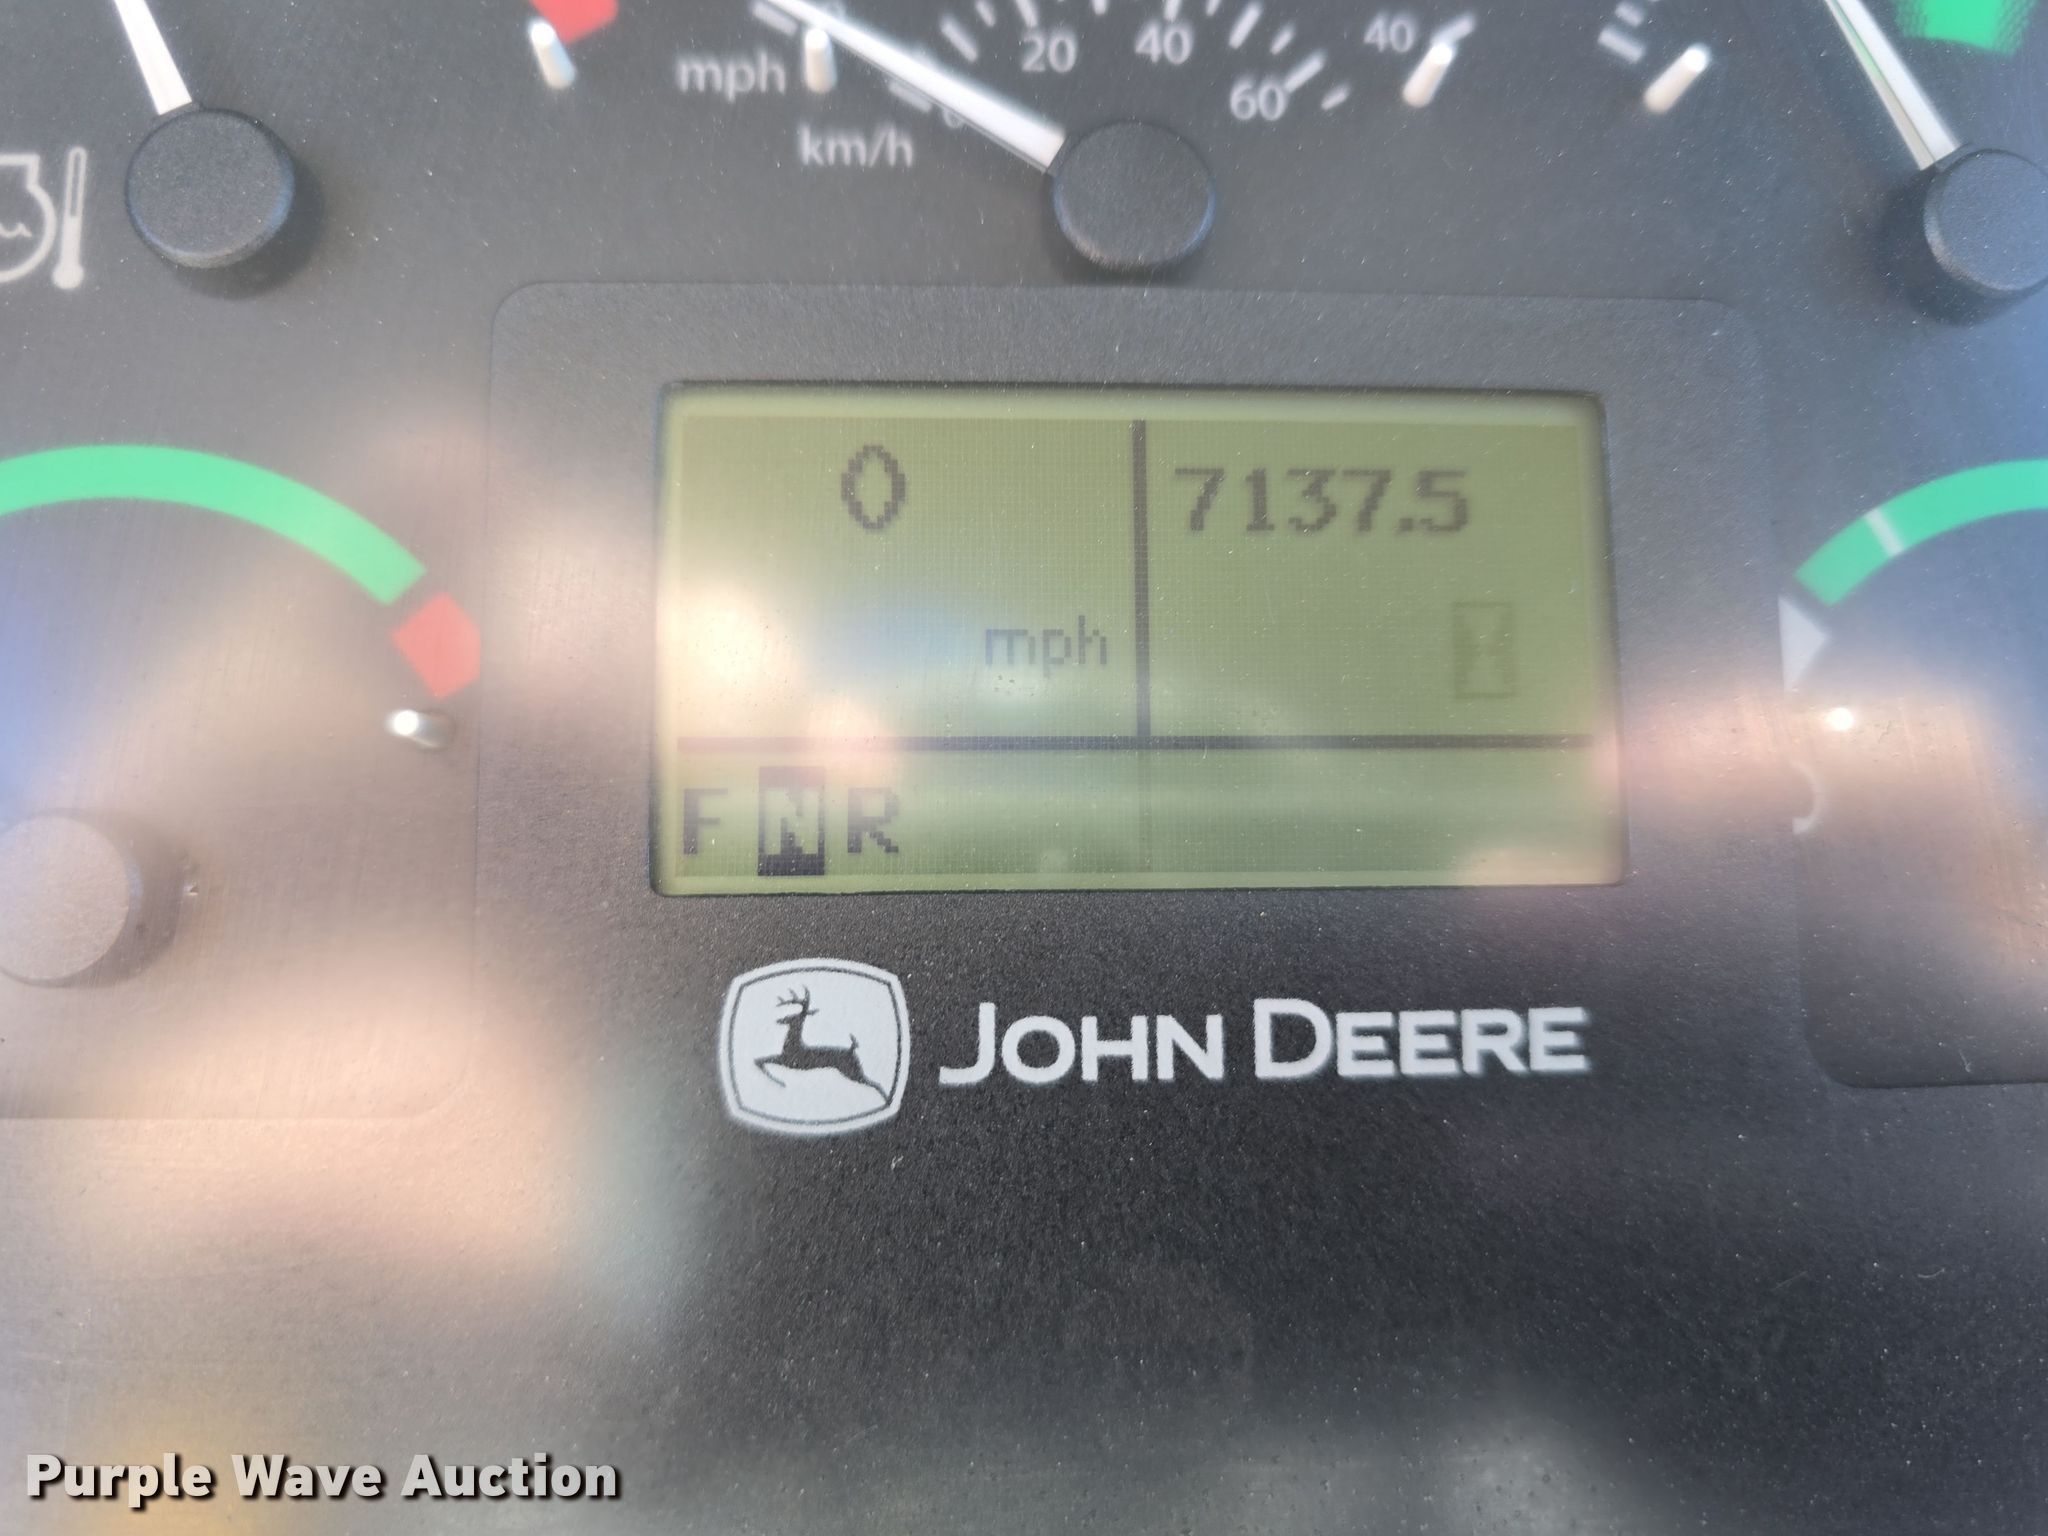 mph
20 40 60 40
km/h
0 7137.5
mph
F N R
JOHN DEERE
Purple Wave Auction